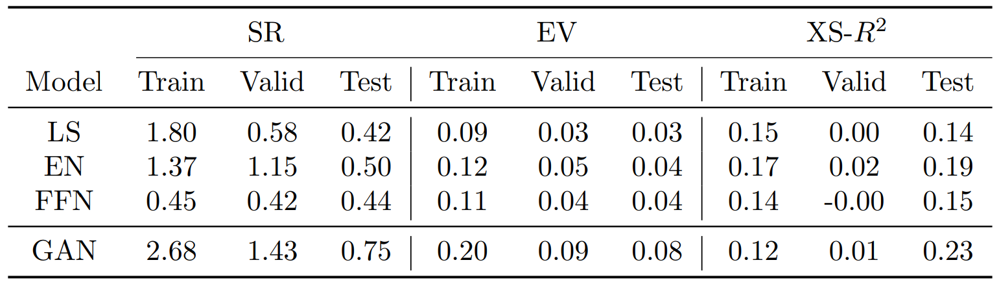 SR EV XS-R²
Model Train Valid Test Train Valid Test Train Valid Test
LS 1.80 0.58 0.42 0.09 0.03 0.03 0.15 0.00 0.14
EN 1.37 1.15 0.50 0.12 0.05 0.04 0.17 0.02 0.19
FFN 0.45 0.42 0.44 0.11 0.04 0.04 0.14 -0.00 0.15
GAN 2.68 1.43 0.75 0.20 0.09 0.08 0.12 0.01 0.23